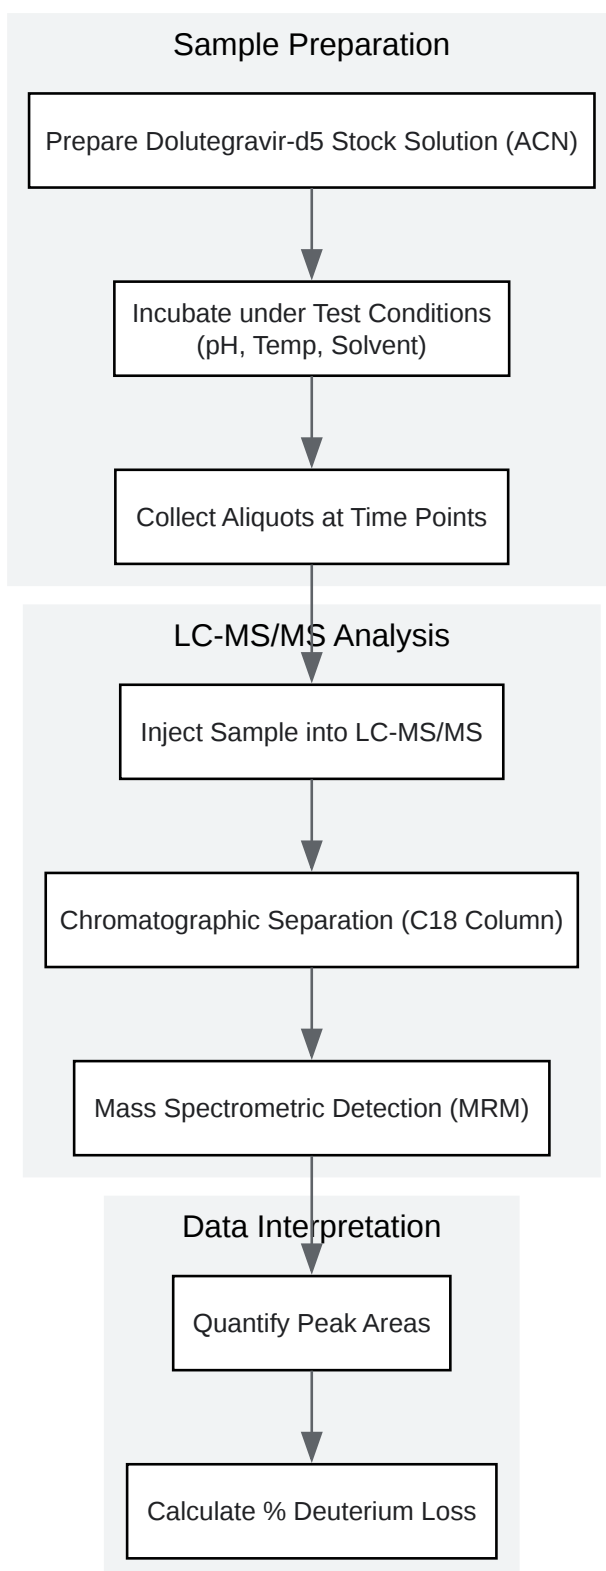 Sample Preparation
Prepare Dolutegravir-d5 Stock Solution (ACN)
Incubate under Test Conditions
(pH, Temp, Solvent)
Collect Aliquots at Time Points
LC-MS/MS Analysis
Inject Sample into LC-MS/MS
Chromatographic Separation (C18 Column)
Mass Spectrometric Detection (MRM)
Data Interpretation
Quantify Peak Areas
Calculate % Deuterium Loss